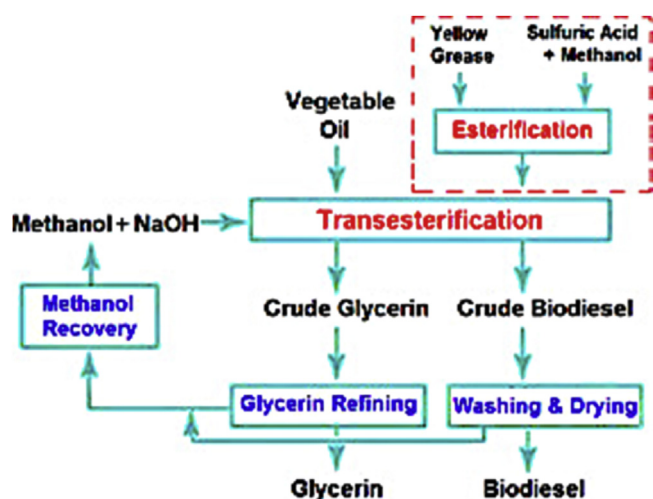 Yellow
Grease
Sulfuric Acid
+ Methanol
Vegetable
Oil
Esterification
Methanol + NaOH
Transesterification
Methanol
Recovery
Crude Glycerin
Crude Biodiesel
Glycerin Refining
Washing & Drying
Glycerin
Biodiesel